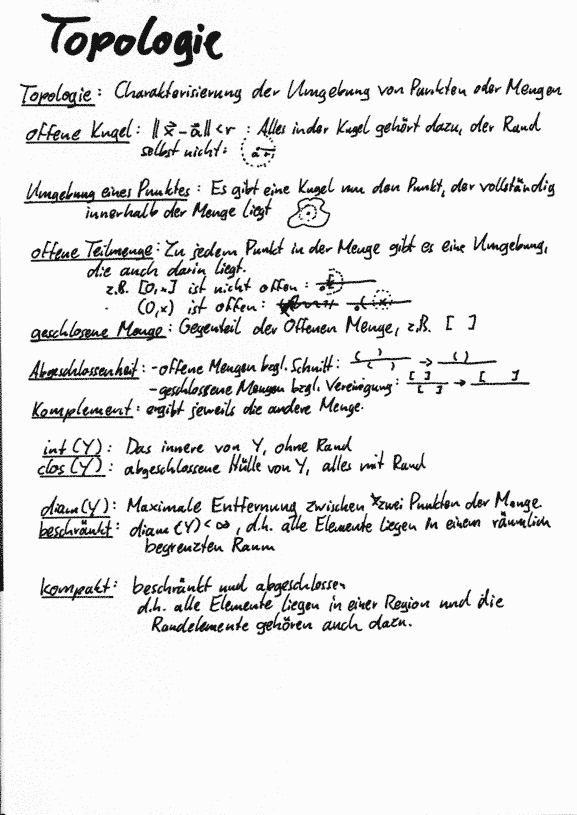 Topologie
Topologie: Charakterisierung der Umgebung von Punkten oder Mengen
offene Kugel: ‖x⃗ - a⃗‖ < r : Alles in der Kugel gehört dazu, der Rand
selbst nicht: a r
Umgebung eines Punktes: Es gibt eine Kugel um den Punkt, der vollständig
innerhalb der Menge liegt
offene Teilmenge: Zu jedem Punkt in der Menge gibt es eine Umgebung,
die auch darin liegt.
z.B. [0,x] ist nicht offen:
(0,x) ist offen:
geschlosene Menge: Gegenteil der Offenen Menge, z.B. [ ]
Abgeschlossenheit: - offene Mengen bzgl. Schnitt: ( ) ( ) → ( )
- geschlossene Mengen bzgl. Vereinigung: [ ] [ ] → [ ]
Komplement: ergibt jeweils die andere Menge.
int(Y): Das innere von Y, ohne Rand
clos(Y): abgeschlossene Hülle von Y, alles mit Rand
diam(Y): Maximale Entfernung zwischen zwei Punkten der Menge
beschränkt: diam(Y) < ∞, d.h. alle Elemente liegen in einem räumlich
begrenzten Raum
kompakt: beschränkt und abgeschlossen
d.h. alle Elemente liegen in einer Region und die
Randelemente gehören auch dazu.